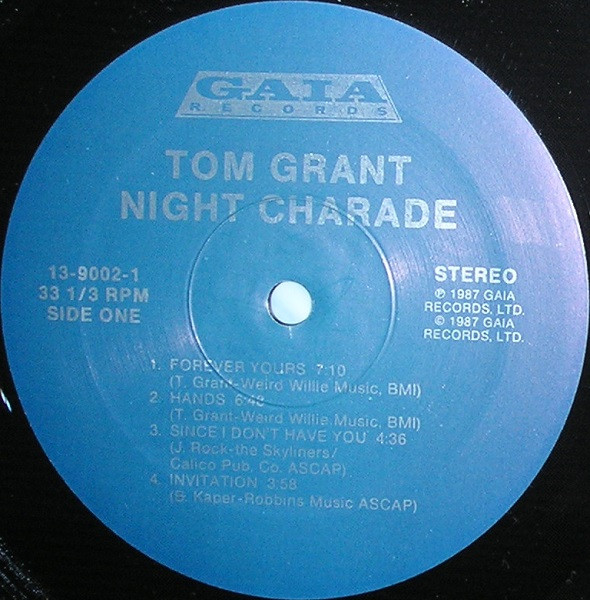 GAIA
RECORDS
TOM GRANT
NIGHT CHARADE
13-9002-1
33 1/3 RPM
SIDE ONE
STEREO
℗ 1987 GAIA
RECORDS, LTD.
© 1987 GAIA
RECORDS, LTD.
1. FOREVER YOURS 7:10
(T. Grant-Weird Willie Music, BMI)
2. HANDS 6:48
(T. Grant-Weird Willie Music, BMI)
3. SINCE I DON'T HAVE YOU 4:36
(J. Rock-the Skyliners/
Calico Pub. Co. ASCAP)
4. INVITATION 3:58
(B. Kaper-Robbins Music ASCAP)